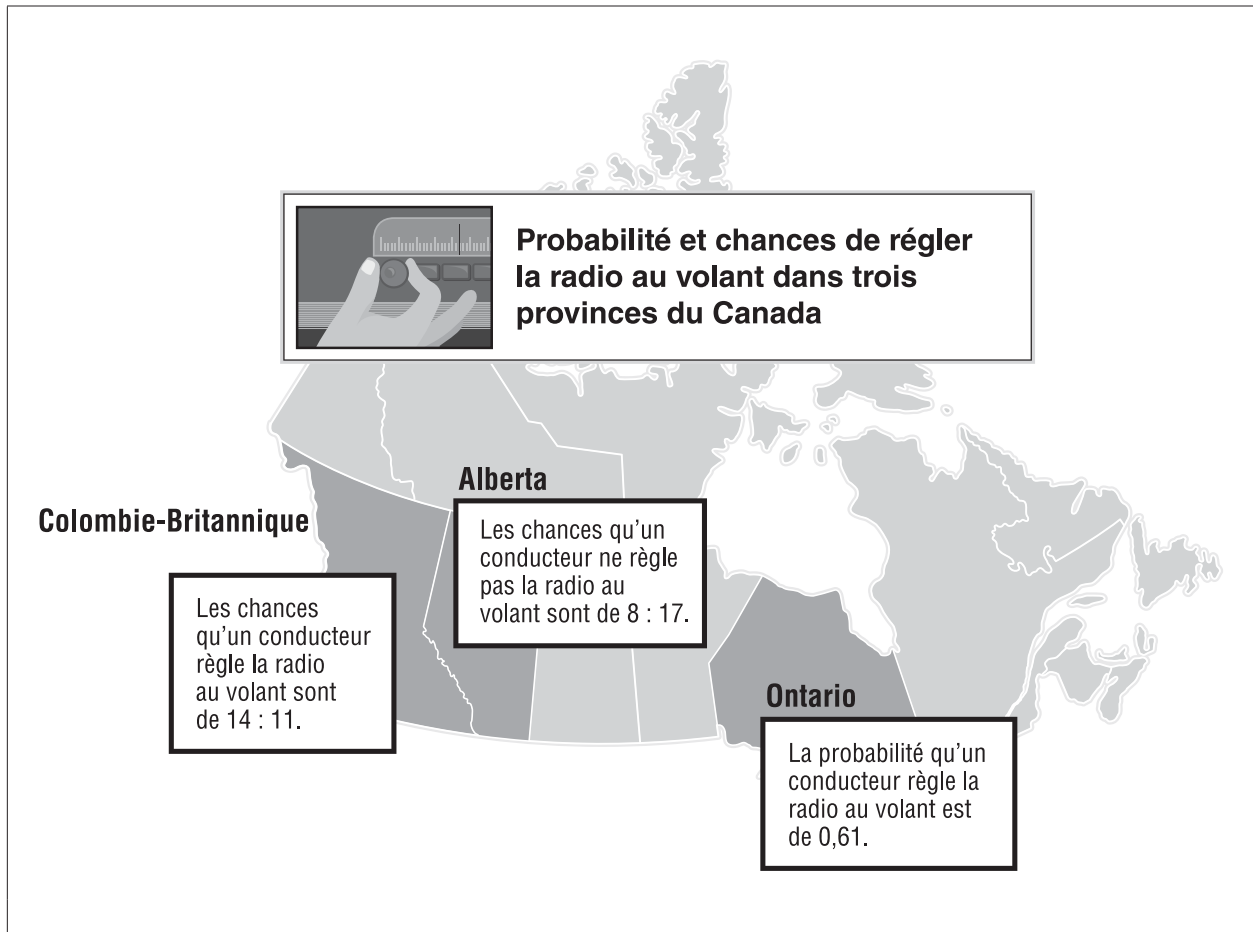 Probabilité et chances de régler
la radio au volant dans trois
provinces du Canada
Colombie-Britannique
Les chances
qu'un conducteur
règle la radio
au volant sont
de 14 : 11.
Alberta
Les chances qu'un
conducteur ne règle
pas la radio au
volant sont de 8 : 17.
Ontario
La probabilité qu'un
conducteur règle la
radio au volant est
de 0,61.